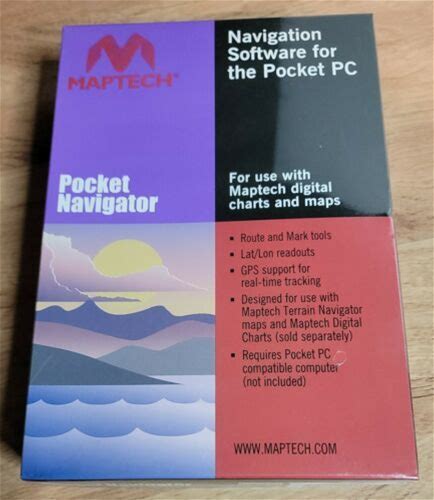 MAPTECH®
Navigation
Software for
the Pocket PC
Pocket
Navigator
For use with
Maptech digital
charts and maps
▪ Route and Mark tools
▪ Lat/Lon readouts
▪ GPS support for
real-time tracking
▪ Designed for use with
Maptech Terrain Navigator
maps and Maptech Digital
Charts (sold separately)
▪ Requires Pocket PC
compatible computer
(not included)
WWW.MAPTECH.COM